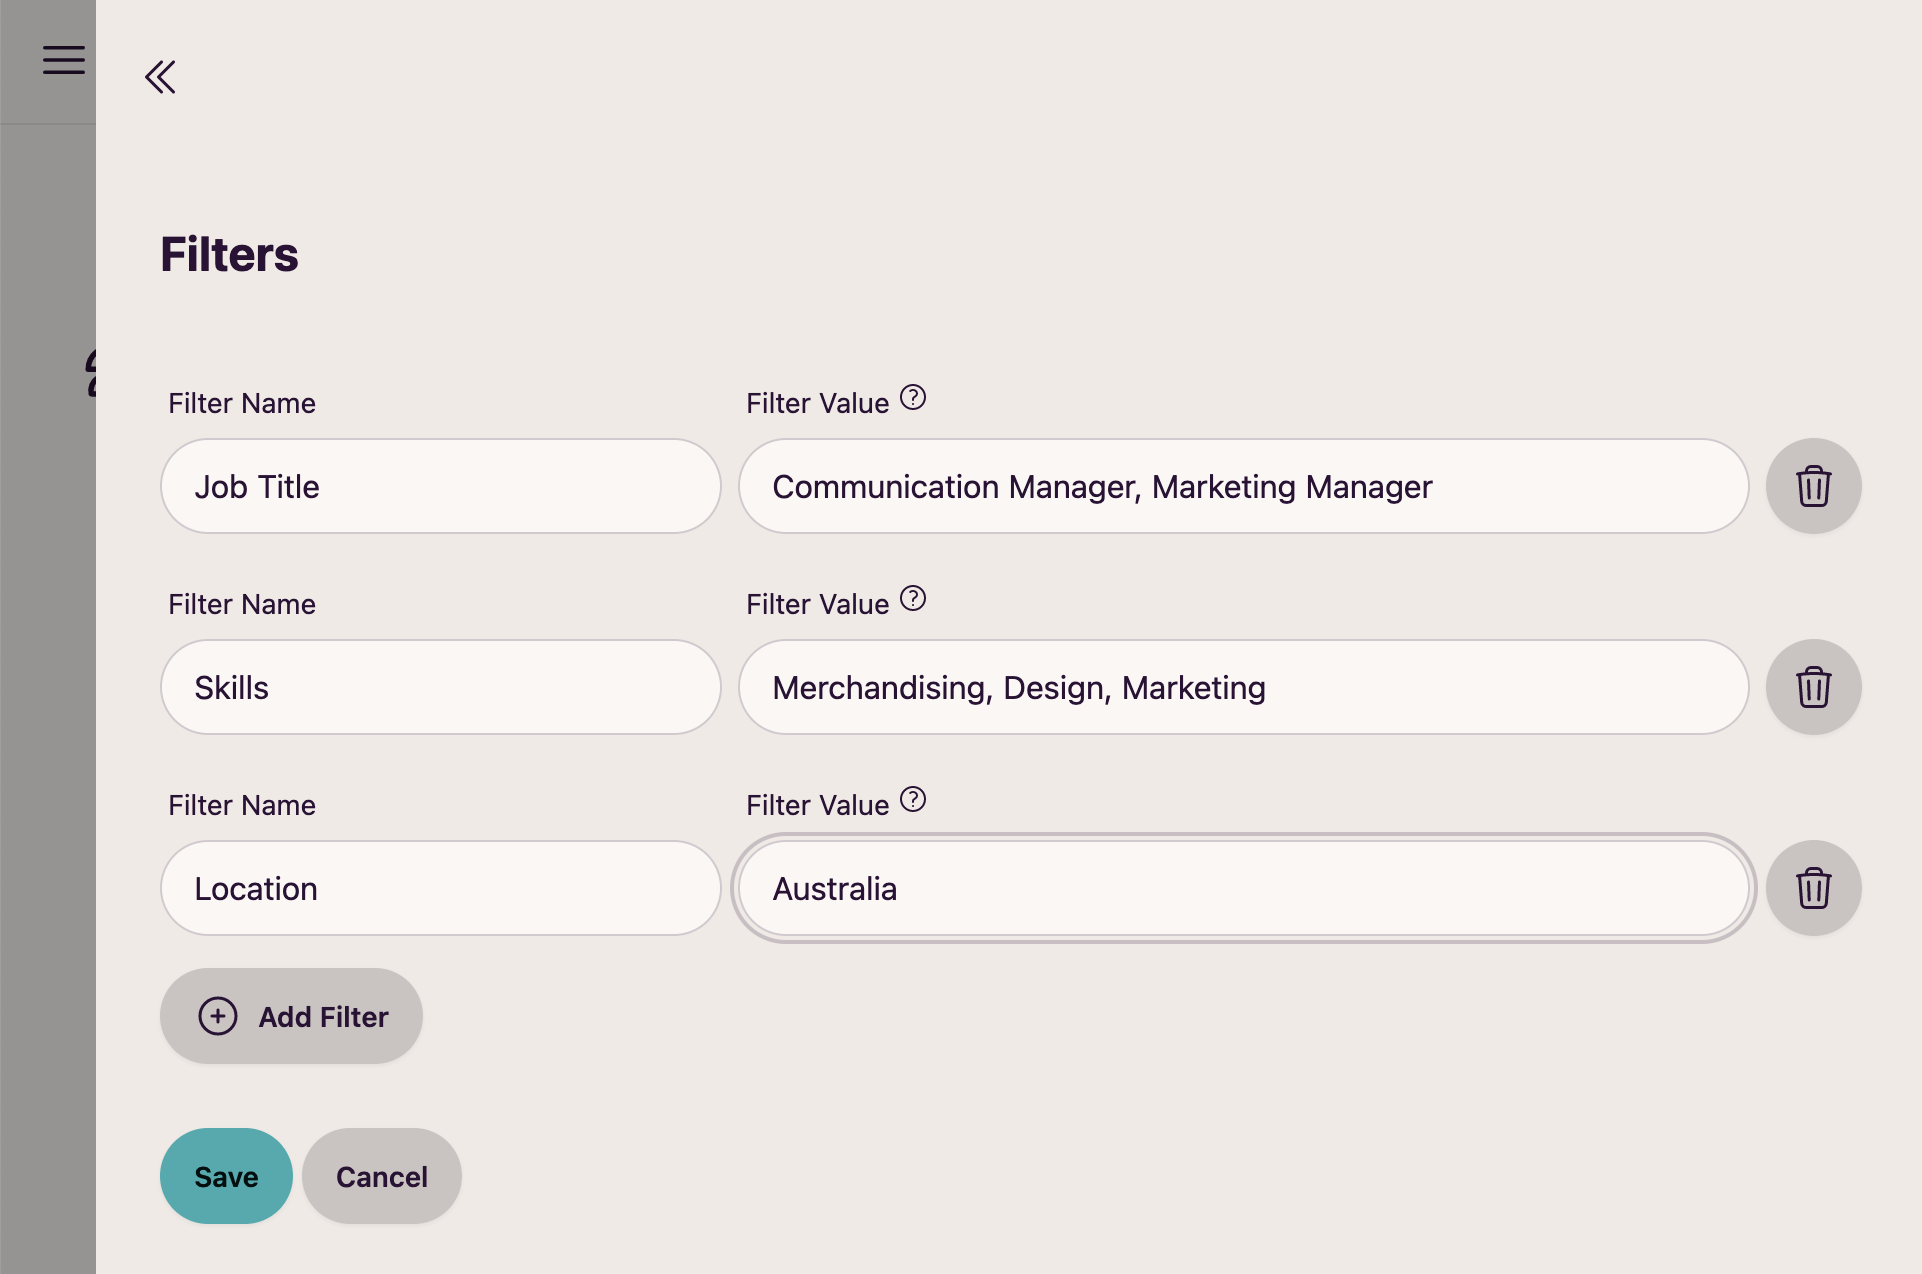 Filters
Filter Name
Filter Value ?
Job Title
Communication Manager, Marketing Manager
Filter Name
Filter Value ?
Skills
Merchandising, Design, Marketing
Filter Name
Filter Value ?
Location
Australia
Add Filter
Save
Cancel